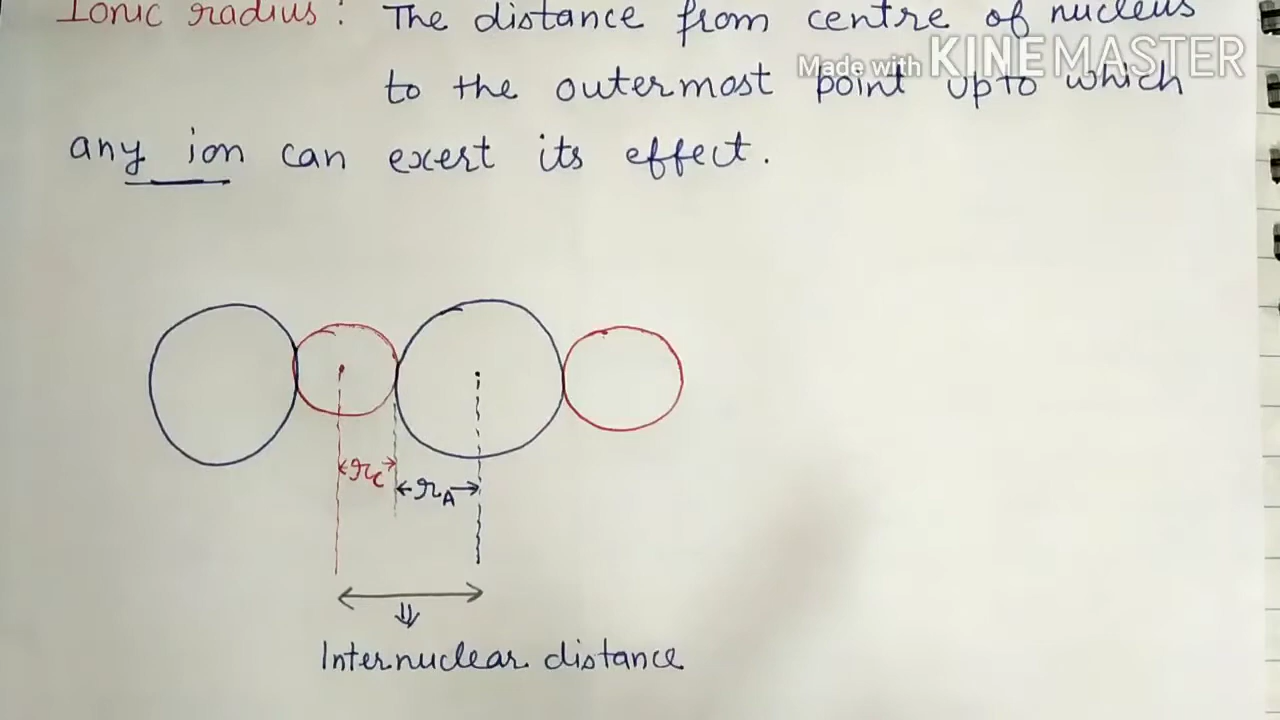 Ionic radius: The distance from centre of nucleus
Made with KINEMASTER
to the outermost point upto which
any ion can exert its effect.
rc
rA
Internuclear distance